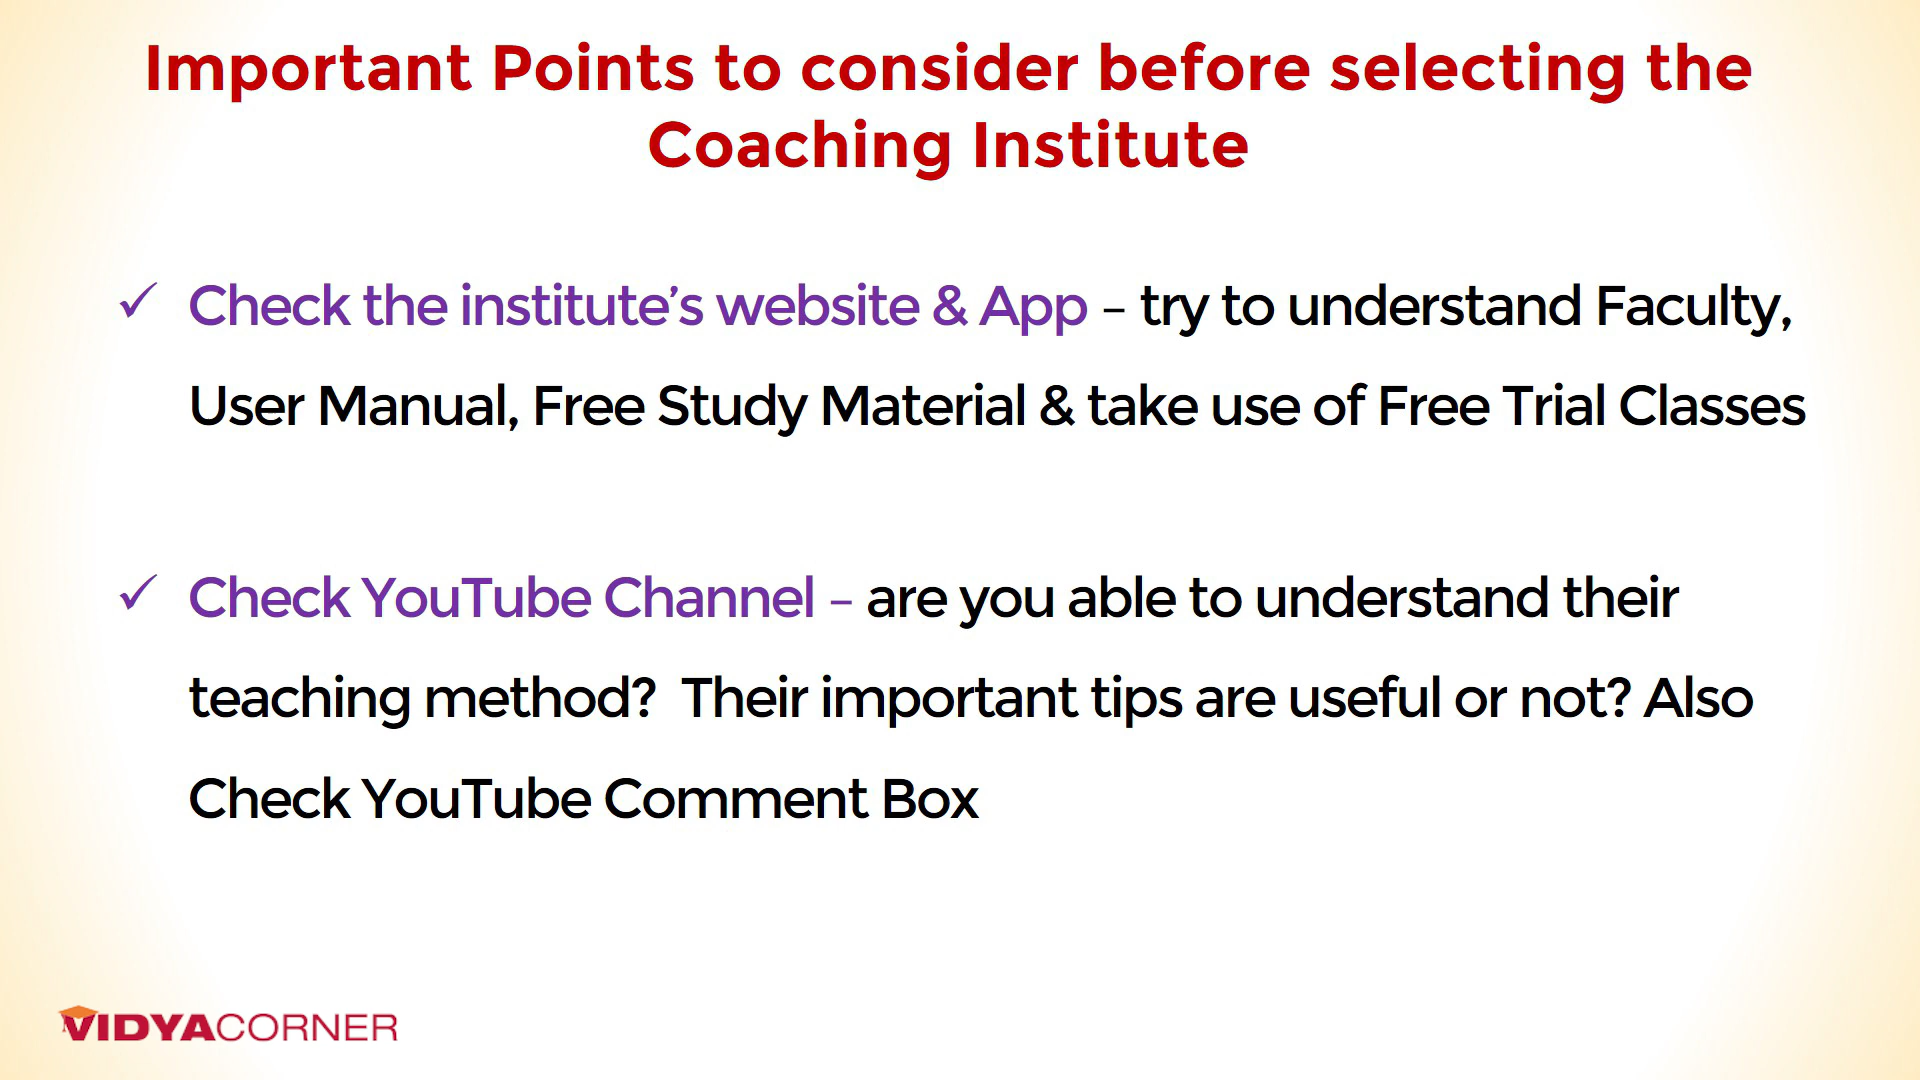 Important Points to consider before selecting the
Coaching Institute
✓ Check the institute’s website & App – try to understand Faculty,
User Manual, Free Study Material & take use of Free Trial Classes
✓ Check YouTube Channel – are you able to understand their
teaching method?  Their important tips are useful or not? Also
Check YouTube Comment Box
VIDYACORNER